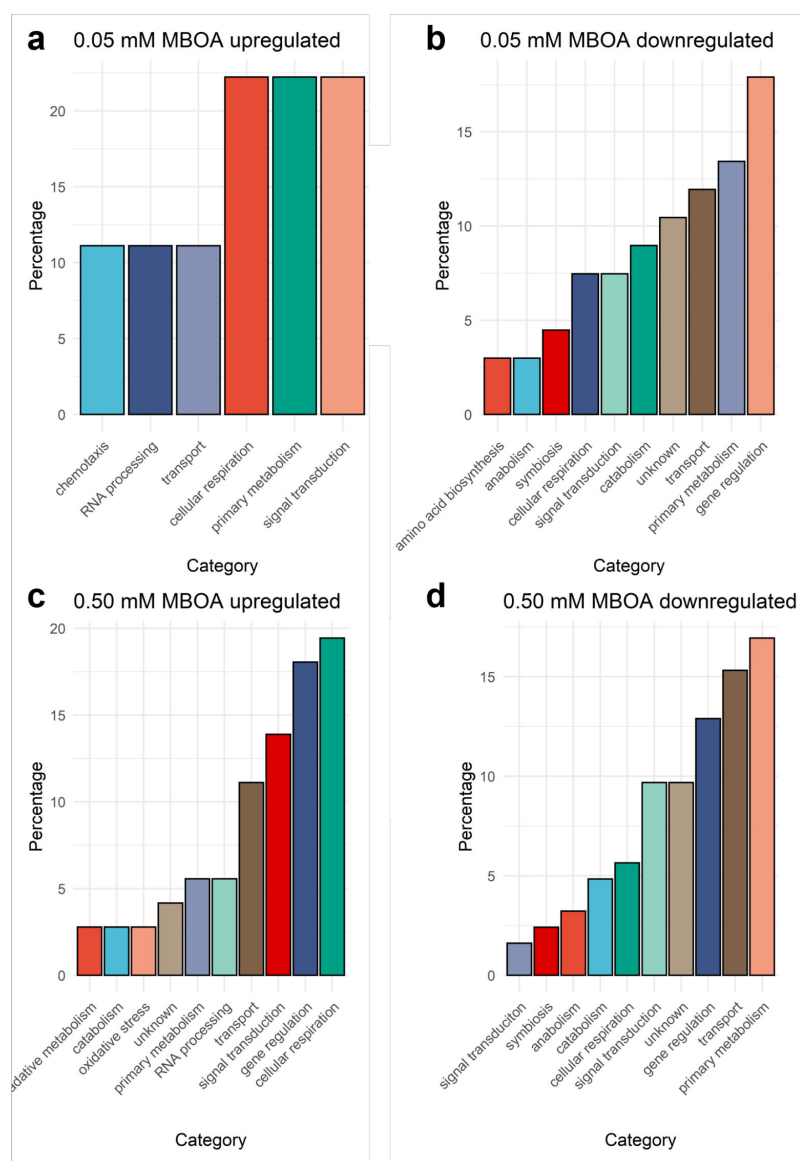 a 0.05 mM MBOA upregulated
Percentage
20
15
10
5
0
chemotaxis
RNA processing
transport
cellular respiration
primary metabolism
signal transduction
Category
b 0.05 mM MBOA downregulated
Percentage
15
10
5
0
amino acid biosynthesis
anabolism
symbiosis
cellular respiration
signal transduction
catabolism
unknown
transport
primary metabolism
gene regulation
Category
c 0.50 mM MBOA upregulated
Percentage
20
15
10
5
0
adative metabolism
catabolism
oxidative stress
unknown
primary metabolism
RNA processing
transport
signal transduction
gene regulation
cellular respiration
Category
d 0.50 mM MBOA downregulated
Percentage
15
10
5
0
signal transduciton
symbiosis
anabolism
catabolism
cellular respiration
signal transduction
unknown
gene regulation
transport
primary metabolism
Category